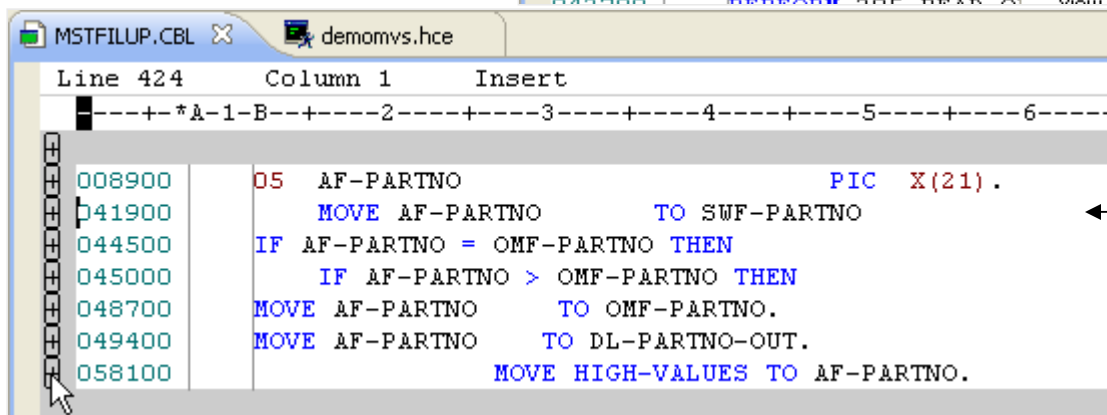 MSTFILUP.CBL demomvs.hce
Line 424 Column 1 Insert
----+-*A-1-B--+----2----+----3----+----4----+----5----+----6-----
008900 05 AF-PARTNO PIC X(21).
041900 MOVE AF-PARTNO TO SWF-PARTNO
044500 IF AF-PARTNO = OMF-PARTNO THEN
045000 IF AF-PARTNO > OMF-PARTNO THEN
048700 MOVE AF-PARTNO TO OMF-PARTNO.
049400 MOVE AF-PARTNO TO DL-PARTNO-OUT.
058100 MOVE HIGH-VALUES TO AF-PARTNO.